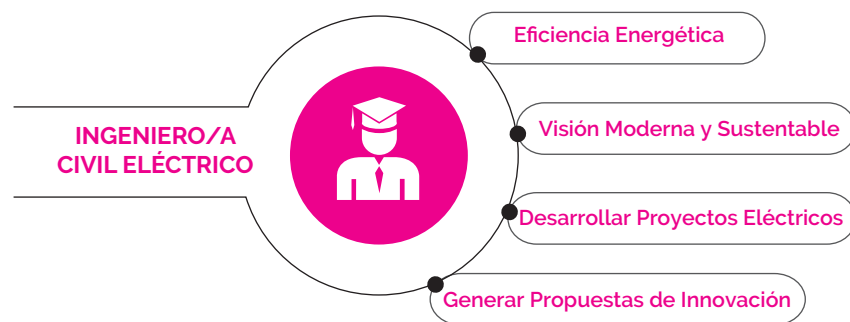 INGENIERO/A
CIVIL ELÉCTRICO
Eficiencia Energética
Visión Moderna y Sustentable
Desarrollar Proyectos Eléctricos
Generar Propuestas de Innovación